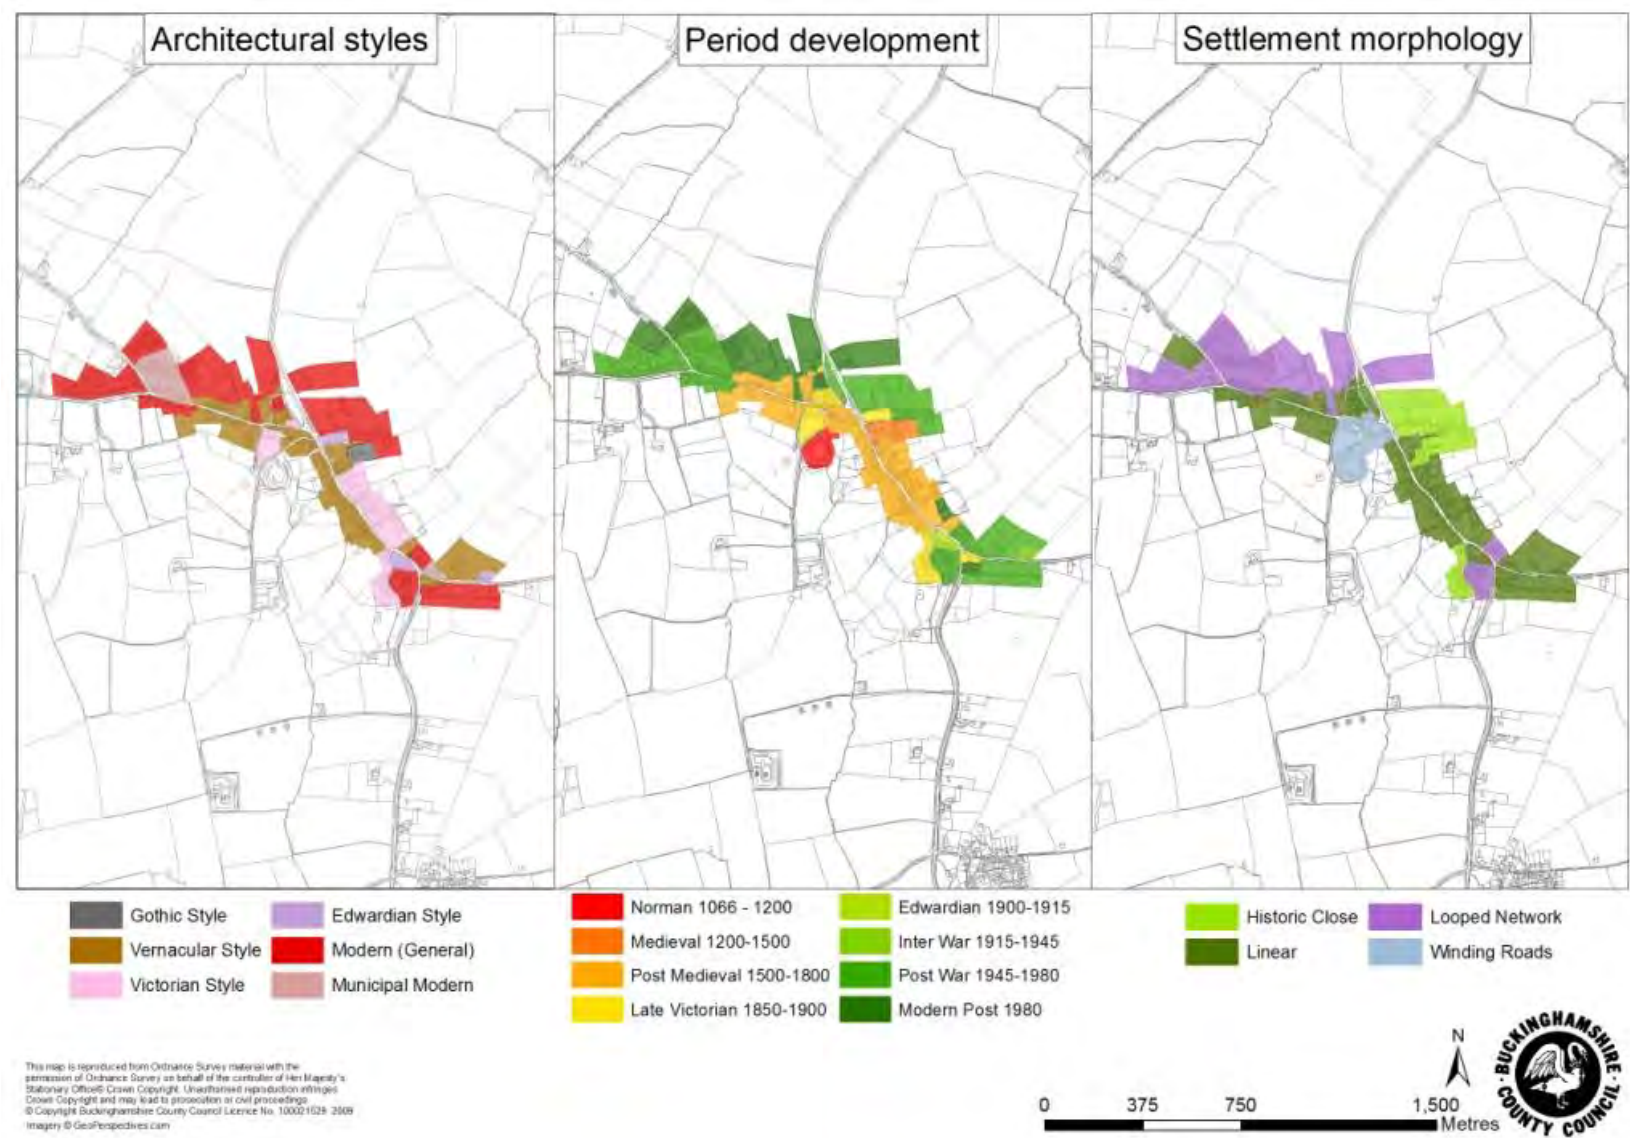 Architectural styles
Period development
Settlement morphology
Gothic Style
Vernacular Style
Victorian Style
Edwardian Style
Modern (General)
Municipal Modern
Norman 1066 - 1200
Medieval 1200-1500
Post Medieval 1500-1800
Late Victorian 1850-1900
Edwardian 1900-1915
Inter War 1915-1945
Post War 1945-1980
Modern Post 1980
Historic Close
Linear
Looped Network
Winding Roads
This map is reproduced from Ordnance Survey material with the
permission of Ordnance Survey on behalf of the controller of Her Majesty's
Stationary Office© Crown Copyright. Unauthorised reproduction infringes
Crown Copyright and may lead to prosecution or civil proceedings
© Copyright Buckinghamshire County Council Licence No. 100021529 2009
Imagery © GeoPerspectives.com
N
0 375 750 1,500
Metres
BUCKINGHAMSHIRE
COUNTY COUNCIL